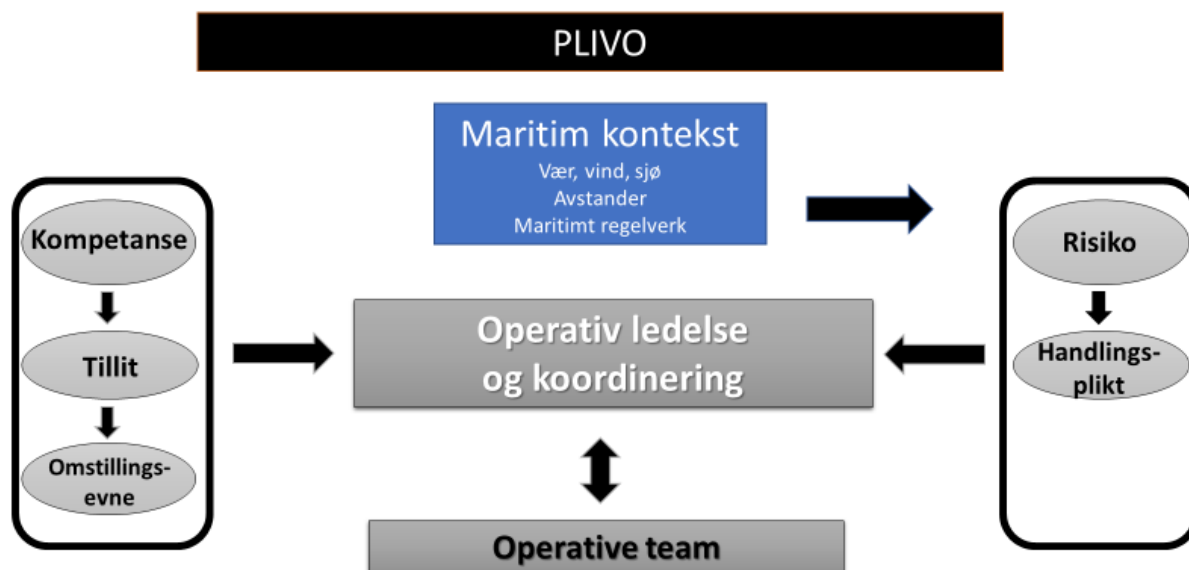 PLIVO
Maritim kontekst
Vær, vind, sjø
Avstander
Maritimt regelverk
Kompetanse
Tillit
Omstillings-
evne
Operativ ledelse
og koordinering
Operative team
Risiko
Handlings-
plikt